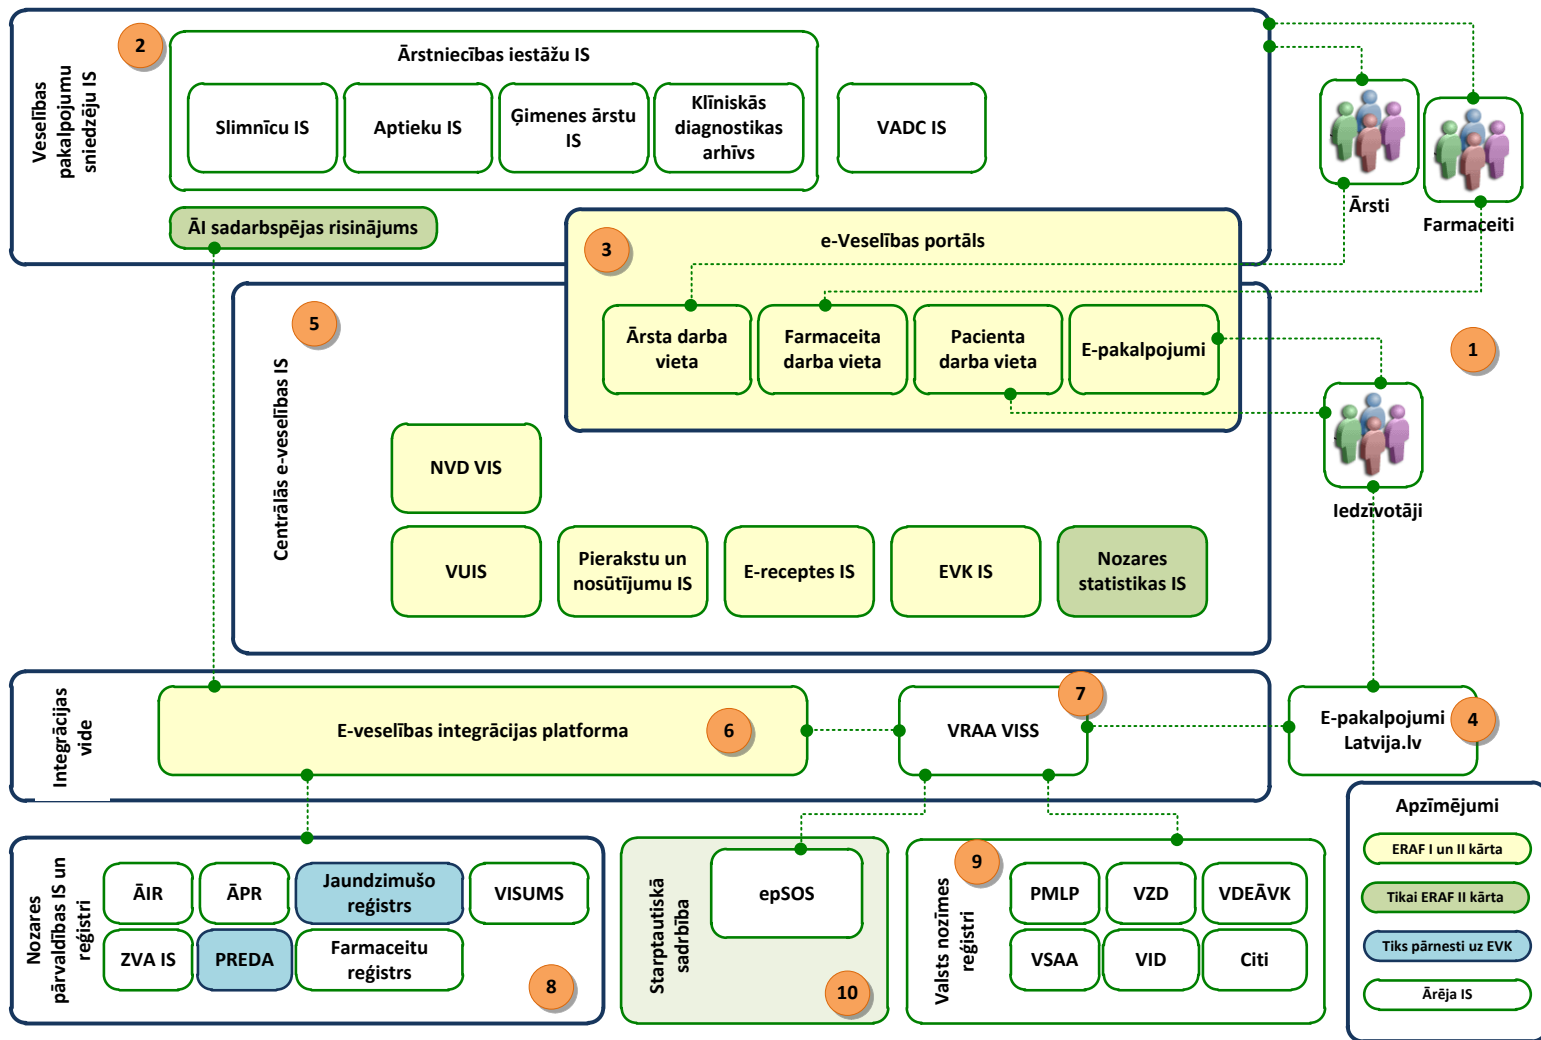 Veselības
pakalpojumu
sniedzēju IS
2
Ārstniecības iestāžu IS
Slimnīcu IS
Aptieku IS
Ģimenes ārstu
IS
Klīniskās
diagnostikas
arhīvs
VADC IS
ĀI sadarbspējas risinājums
Ārsti
Farmaceiti
3
e-Veselības portāls
Ārsta darba
vieta
Farmaceita
darba vieta
Pacienta
darba vieta
E-pakalpojumi
1
Iedzīvotāji
Centrālās e-veselības IS
5
NVD VIS
VUIS
Pierakstu un
nosūtījumu IS
E-receptes IS
EVK IS
Nozares
statistikas IS
Integrācijas
vide
E-veselības integrācijas platforma
6
VRAA VISS
7
E-pakalpojumi
Latvija.lv
4
Nozares
pārvaldības IS un
reģistri
ĀIR
ĀPR
Jaundzimušo
reģistrs
VISUMS
ZVA IS
PREDA
Farmaceitu
reģistrs
8
Starptautiskā
sadrbība
epSOS
10
Valsts nozīmes
reģistri
9
PMLP
VZD
VDEĀVK
VSAA
VID
Citi
Apzīmējumi
ERAF I un II kārta
Tikai ERAF II kārta
Tiks pārnesti uz EVK
Ārēja IS